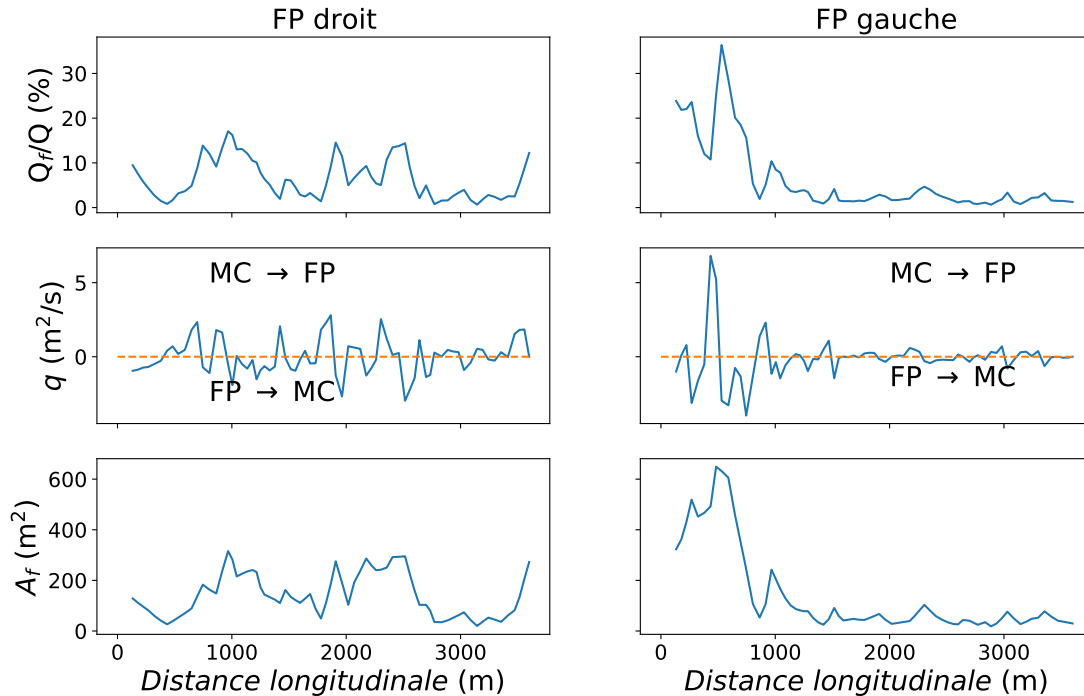 FP droit
FP gauche
Q_f/Q (%)
30
20
10
0
q (m²/s)
5
0
MC → FP
FP → MC
MC → FP
FP → MC
A_f (m²)
600
400
200
0
0 1000 2000 3000
0 1000 2000 3000
Distance longitudinale (m)
Distance longitudinale (m)